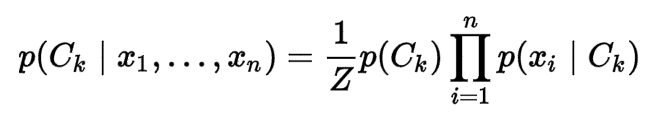 p(C_k | x_1, …, x_n) = \frac{1}{Z} p(C_k) \prod_{i=1}^{n} p(x_i | C_k)